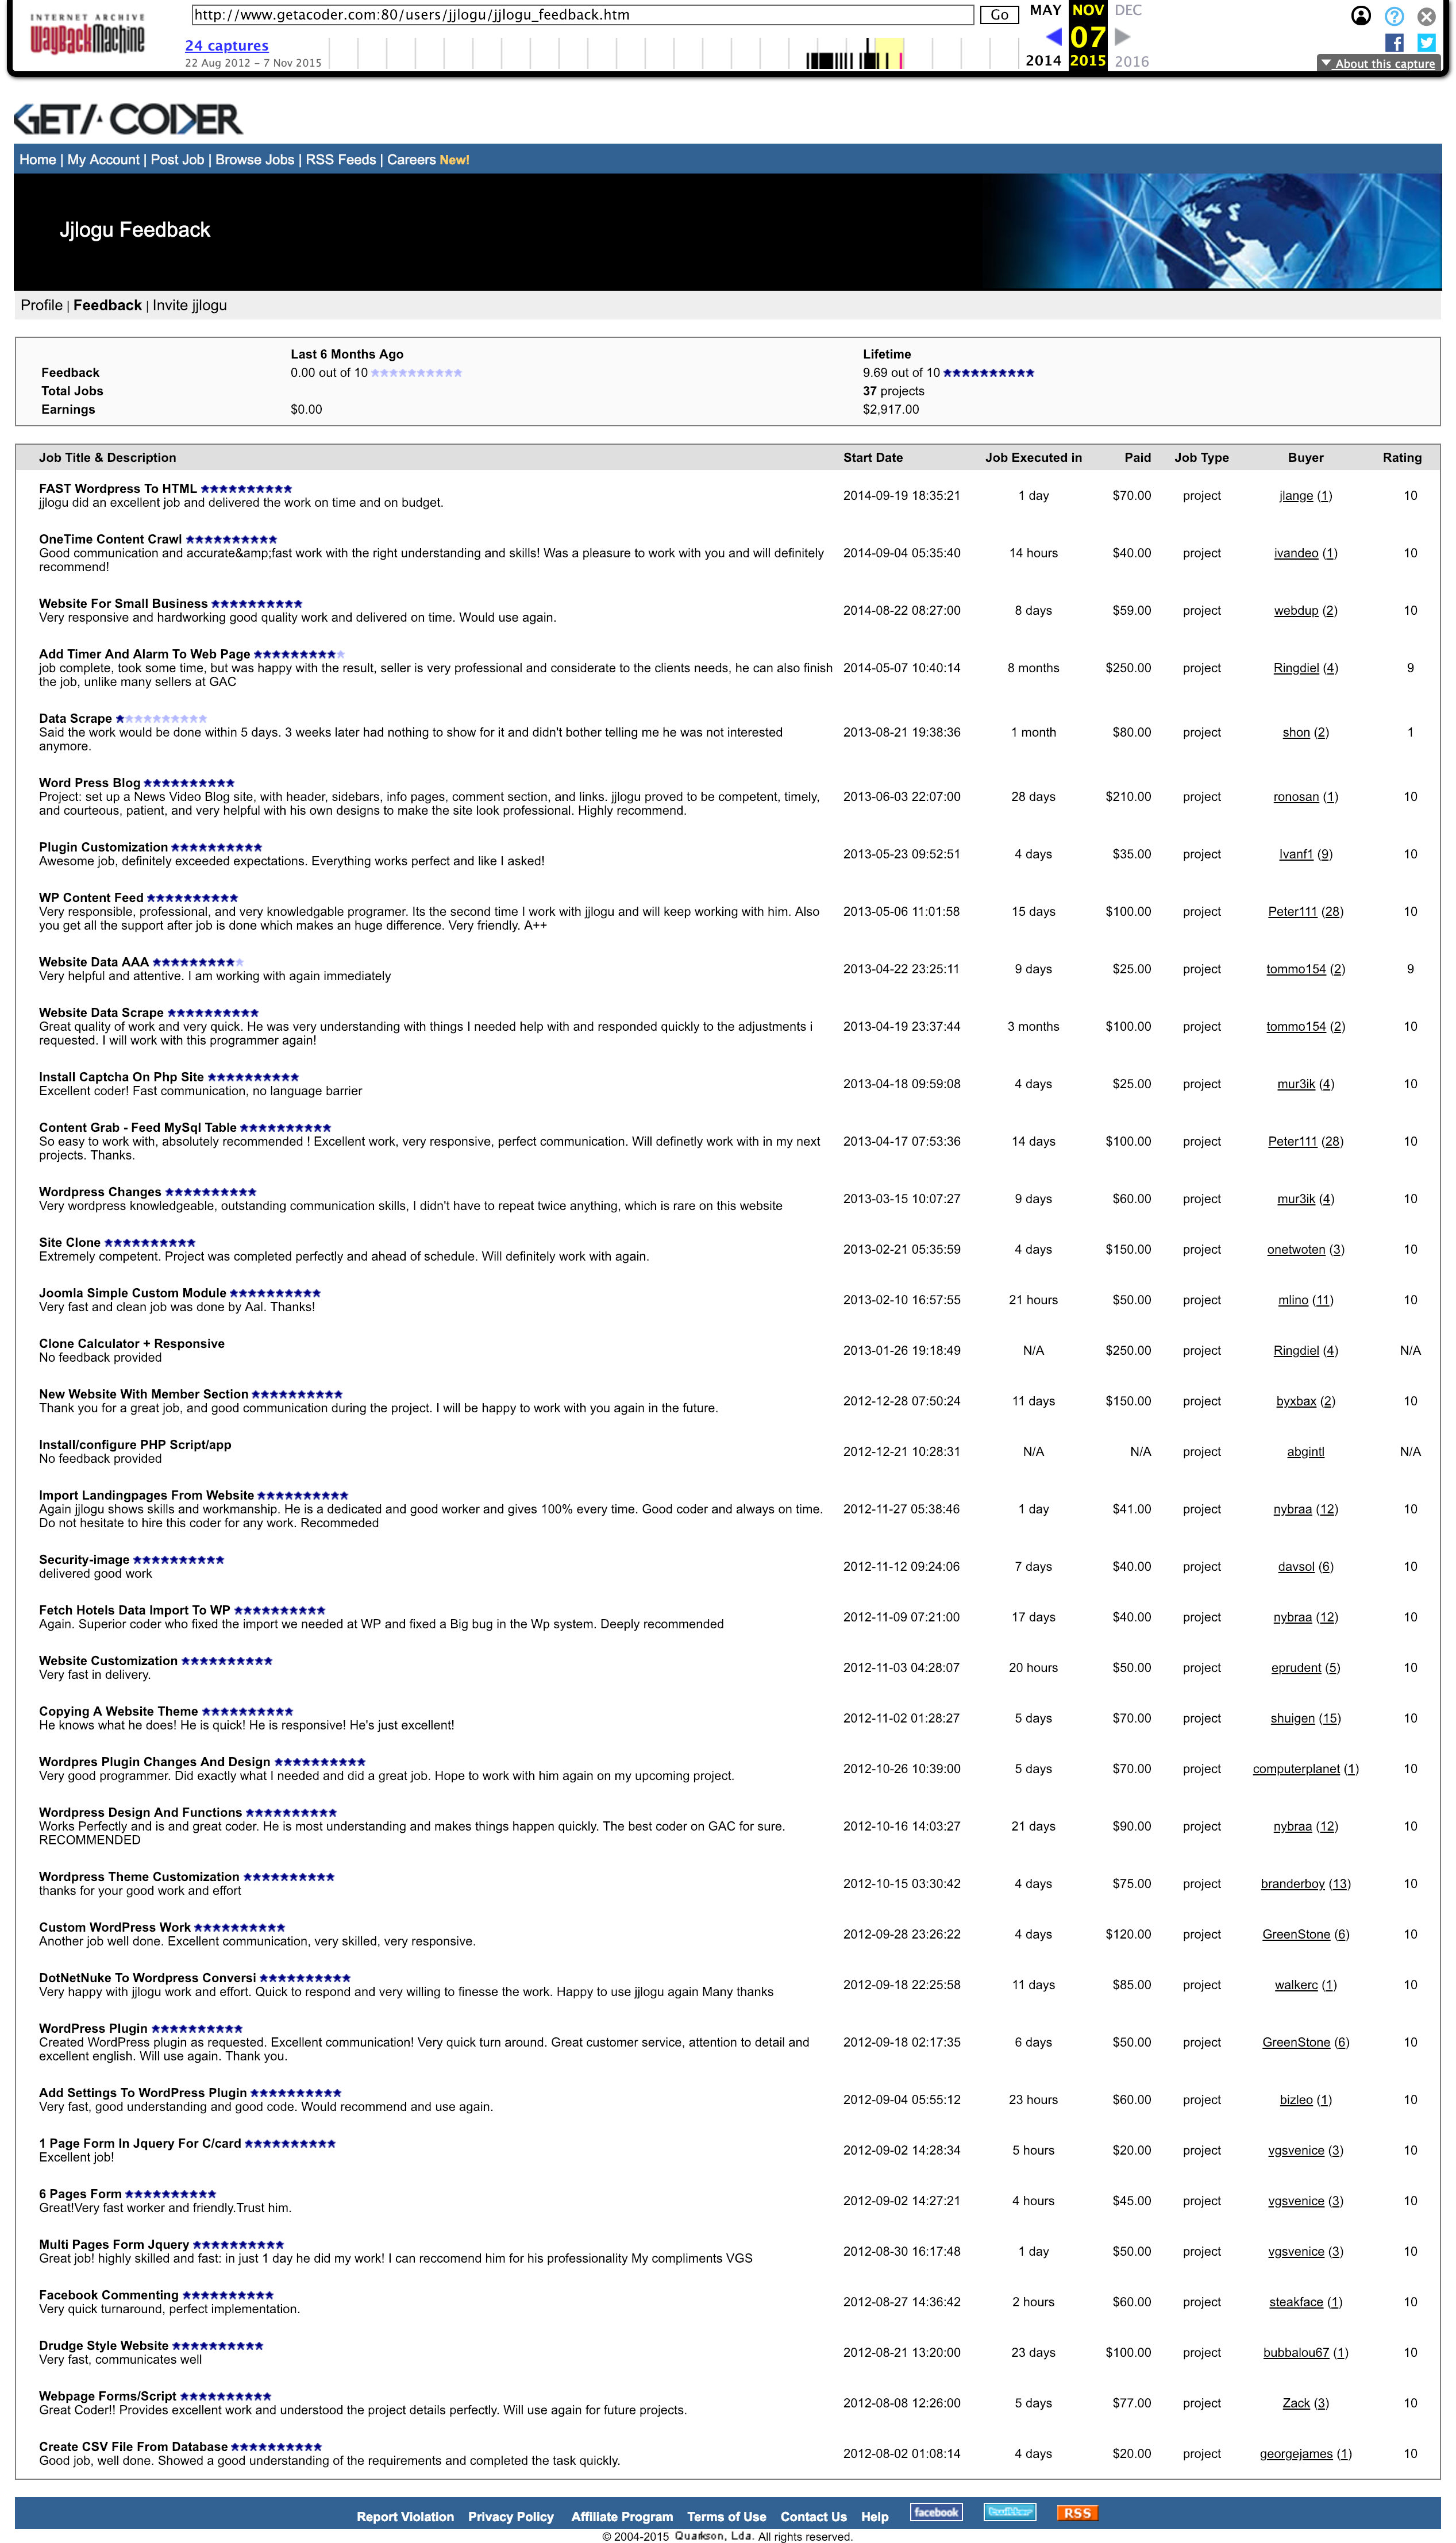 INTERNET ARCHIVE
WayBackMachine
http://www.getacoder.com:80/users/jjlogu/jjlogu_feedback.htm
Go
MAY NOV DEC
07
2014 2015 2016
24 captures
22 Aug 2012 – 7 Nov 2015
About this capture
GETA CODER
Home | My Account | Post Job | Browse Jobs | RSS Feeds | Careers New!
Jjlogu Feedback
Profile | Feedback | Invite jjlogu
Last 6 Months Ago Lifetime
Feedback 0.00 out of 10 9.69 out of 10
Total Jobs 37 projects
Earnings $0.00 $2,917.00
Job Title & Description Start Date Job Executed in Paid Job Type Buyer Rating
FAST Wordpress To HTML
jjlogu did an excellent job and delivered the work on time and on budget.
2014-09-19 18:35:21 1 day $70.00 project jlange (1) 10
OneTime Content Crawl
Good communication and accurate&amp;fast work with the right understanding and skills! Was a pleasure to work with you and will definitely
recommend!
2014-09-04 05:35:40 14 hours $40.00 project ivandeo (1) 10
Website For Small Business
Very responsive and hardworking good quality work and delivered on time. Would use again.
2014-08-22 08:27:00 8 days $59.00 project webdup (2) 10
Add Timer And Alarm To Web Page
job complete, took some time, but was happy with the result, seller is very professional and considerate to the clients needs, he can also finish
the job, unlike many sellers at GAC
2014-05-07 10:40:14 8 months $250.00 project Ringdiel (4) 9
Data Scrape
Said the work would be done within 5 days. 3 weeks later had nothing to show for it and didn't bother telling me he was not interested
anymore.
2013-08-21 19:38:36 1 month $80.00 project shon (2) 1
Word Press Blog
Project: set up a News Video Blog site, with header, sidebars, info pages, comment section, and links. jjlogu proved to be competent, timely,
and courteous, patient, and very helpful with his own designs to make the site look professional. Highly recommend.
2013-06-03 22:07:00 28 days $210.00 project ronosan (1) 10
Plugin Customization
Awesome job, definitely exceeded expectations. Everything works perfect and like I asked!
2013-05-23 09:52:51 4 days $35.00 project Ivanf1 (9) 10
WP Content Feed
Very responsible, professional, and very knowledgable programer. Its the second time I work with jjlogu and will keep working with him. Also
you get all the support after job is done which makes an huge difference. Very friendly. A++
2013-05-06 11:01:58 15 days $100.00 project Peter111 (28) 10
Website Data AAA
Very helpful and attentive. I am working with again immediately
2013-04-22 23:25:11 9 days $25.00 project tommo154 (2) 9
Website Data Scrape
Great quality of work and very quick. He was very understanding with things I needed help with and responded quickly to the adjustments i
requested. I will work with this programmer again!
2013-04-19 23:37:44 3 months $100.00 project tommo154 (2) 10
Install Captcha On Php Site
Excellent coder! Fast communication, no language barrier
2013-04-18 09:59:08 4 days $25.00 project mur3ik (4) 10
Content Grab - Feed MySql Table
So easy to work with, absolutely recommended ! Excellent work, very responsive, perfect communication. Will definetly work with in my next
projects. Thanks.
2013-04-17 07:53:36 14 days $100.00 project Peter111 (28) 10
Wordpress Changes
Very wordpress knowledgeable, outstanding communication skills, I didn't have to repeat twice anything, which is rare on this website
2013-03-15 10:07:27 9 days $60.00 project mur3ik (4) 10
Site Clone
Extremely competent. Project was completed perfectly and ahead of schedule. Will definitely work with again.
2013-02-21 05:35:59 4 days $150.00 project onetwoten (3) 10
Joomla Simple Custom Module
Very fast and clean job was done by Aal. Thanks!
2013-02-10 16:57:55 21 hours $50.00 project mlino (11) 10
Clone Calculator + Responsive
No feedback provided
2013-01-26 19:18:49 N/A $250.00 project Ringdiel (4) N/A
New Website With Member Section
Thank you for a great job, and good communication during the project. I will be happy to work with you again in the future.
2012-12-28 07:50:24 11 days $150.00 project byxbax (2) 10
Install/configure PHP Script/app
No feedback provided
2012-12-21 10:28:31 N/A N/A project abgintl N/A
Import Landingpages From Website
Again jjlogu shows skills and workmanship. He is a dedicated and good worker and gives 100% every time. Good coder and always on time.
Do not hesitate to hire this coder for any work. Recommeded
2012-11-27 05:38:46 1 day $41.00 project nybraa (12) 10
Security-image
delivered good work
2012-11-12 09:24:06 7 days $40.00 project davsol (6) 10
Fetch Hotels Data Import To WP
Again. Superior coder who fixed the import we needed at WP and fixed a Big bug in the Wp system. Deeply recommended
2012-11-09 07:21:00 17 days $40.00 project nybraa (12) 10
Website Customization
Very fast in delivery.
2012-11-03 04:28:07 20 hours $50.00 project eprudent (5) 10
Copying A Website Theme
He knows what he does! He is quick! He is responsive! He's just excellent!
2012-11-02 01:28:27 5 days $70.00 project shuigen (15) 10
Wordpres Plugin Changes And Design
Very good programmer. Did exactly what I needed and did a great job. Hope to work with him again on my upcoming project.
2012-10-26 10:39:00 5 days $70.00 project computerplanet (1) 10
Wordpress Design And Functions
Works Perfectly and is and great coder. He is most understanding and makes things happen quickly. The best coder on GAC for sure.
RECOMMENDED
2012-10-16 14:03:27 21 days $90.00 project nybraa (12) 10
Wordpress Theme Customization
thanks for your good work and effort
2012-10-15 03:30:42 4 days $75.00 project branderboy (13) 10
Custom WordPress Work
Another job well done. Excellent communication, very skilled, very responsive.
2012-09-28 23:26:22 4 days $120.00 project GreenStone (6) 10
DotNetNuke To Wordpress Conversi
Very happy with jjlogu work and effort. Quick to respond and very willing to finesse the work. Happy to use jjlogu again Many thanks
2012-09-18 22:25:58 11 days $85.00 project walkerc (1) 10
WordPress Plugin
Created WordPress plugin as requested. Excellent communication! Very quick turn around. Great customer service, attention to detail and
excellent english. Will use again. Thank you.
2012-09-18 02:17:35 6 days $50.00 project GreenStone (6) 10
Add Settings To WordPress Plugin
Very fast, good understanding and good code. Would recommend and use again.
2012-09-04 05:55:12 23 hours $60.00 project bizleo (1) 10
1 Page Form In Jquery For C/card
Excellent job!
2012-09-02 14:28:34 5 hours $20.00 project vgsvenice (3) 10
6 Pages Form
Great!Very fast worker and friendly.Trust him.
2012-09-02 14:27:21 4 hours $45.00 project vgsvenice (3) 10
Multi Pages Form Jquery
Great job! highly skilled and fast: in just 1 day he did my work! I can reccomend him for his professionality My compliments VGS
2012-08-30 16:17:48 1 day $50.00 project vgsvenice (3) 10
Facebook Commenting
Very quick turnaround, perfect implementation.
2012-08-27 14:36:42 2 hours $60.00 project steakface (1) 10
Drudge Style Website
Very fast, communicates well
2012-08-21 13:20:00 23 days $100.00 project bubbalou67 (1) 10
Webpage Forms/Script
Great Coder!! Provides excellent work and understood the project details perfectly. Will use again for future projects.
2012-08-08 12:26:00 5 days $77.00 project Zack (3) 10
Create CSV File From Database
Good job, well done. Showed a good understanding of the requirements and completed the task quickly.
2012-08-02 01:08:14 4 days $20.00 project georgejames (1) 10
Report Violation Privacy Policy Affiliate Program Terms of Use Contact Us Help facebook twitter RSS
© 2004-2015 Quarkson, Lda. All rights reserved.